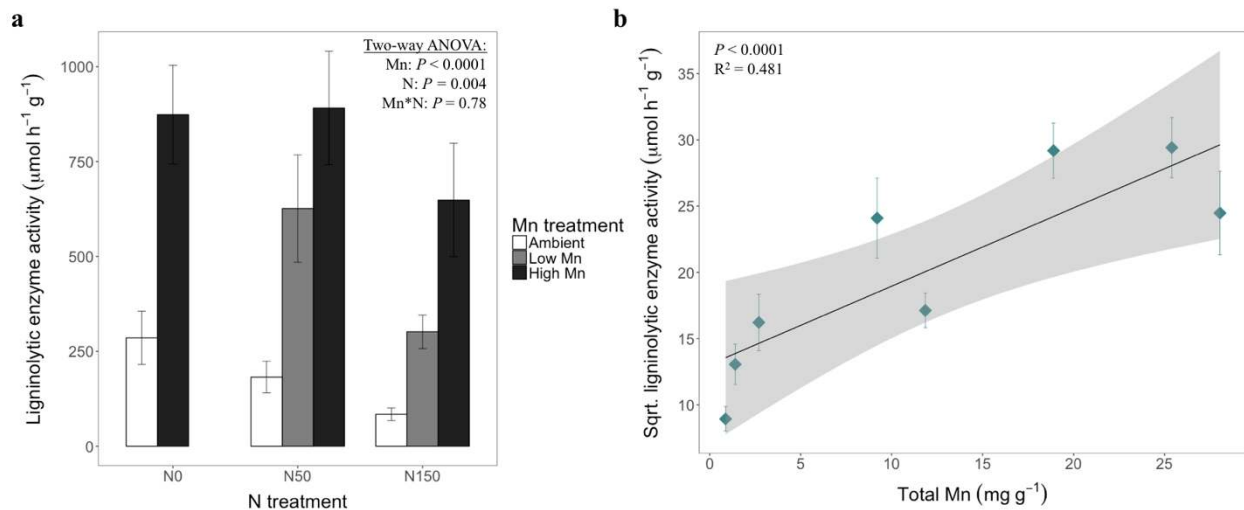 a
Ligninolytic enzyme activity (μmol h⁻¹ g⁻¹)
1000
750
500
250
0
Two-way ANOVA:
Mn: P < 0.0001
N: P = 0.004
Mn*N: P = 0.78
N0
N50
N150
N treatment
Mn treatment
Ambient
Low Mn
High Mn
b
Sqrt. ligninolytic enzyme activity (μmol h⁻¹ g⁻¹)
35
30
25
20
15
10
P < 0.0001
R² = 0.481
0
5
10
15
20
25
Total Mn (mg g⁻¹)